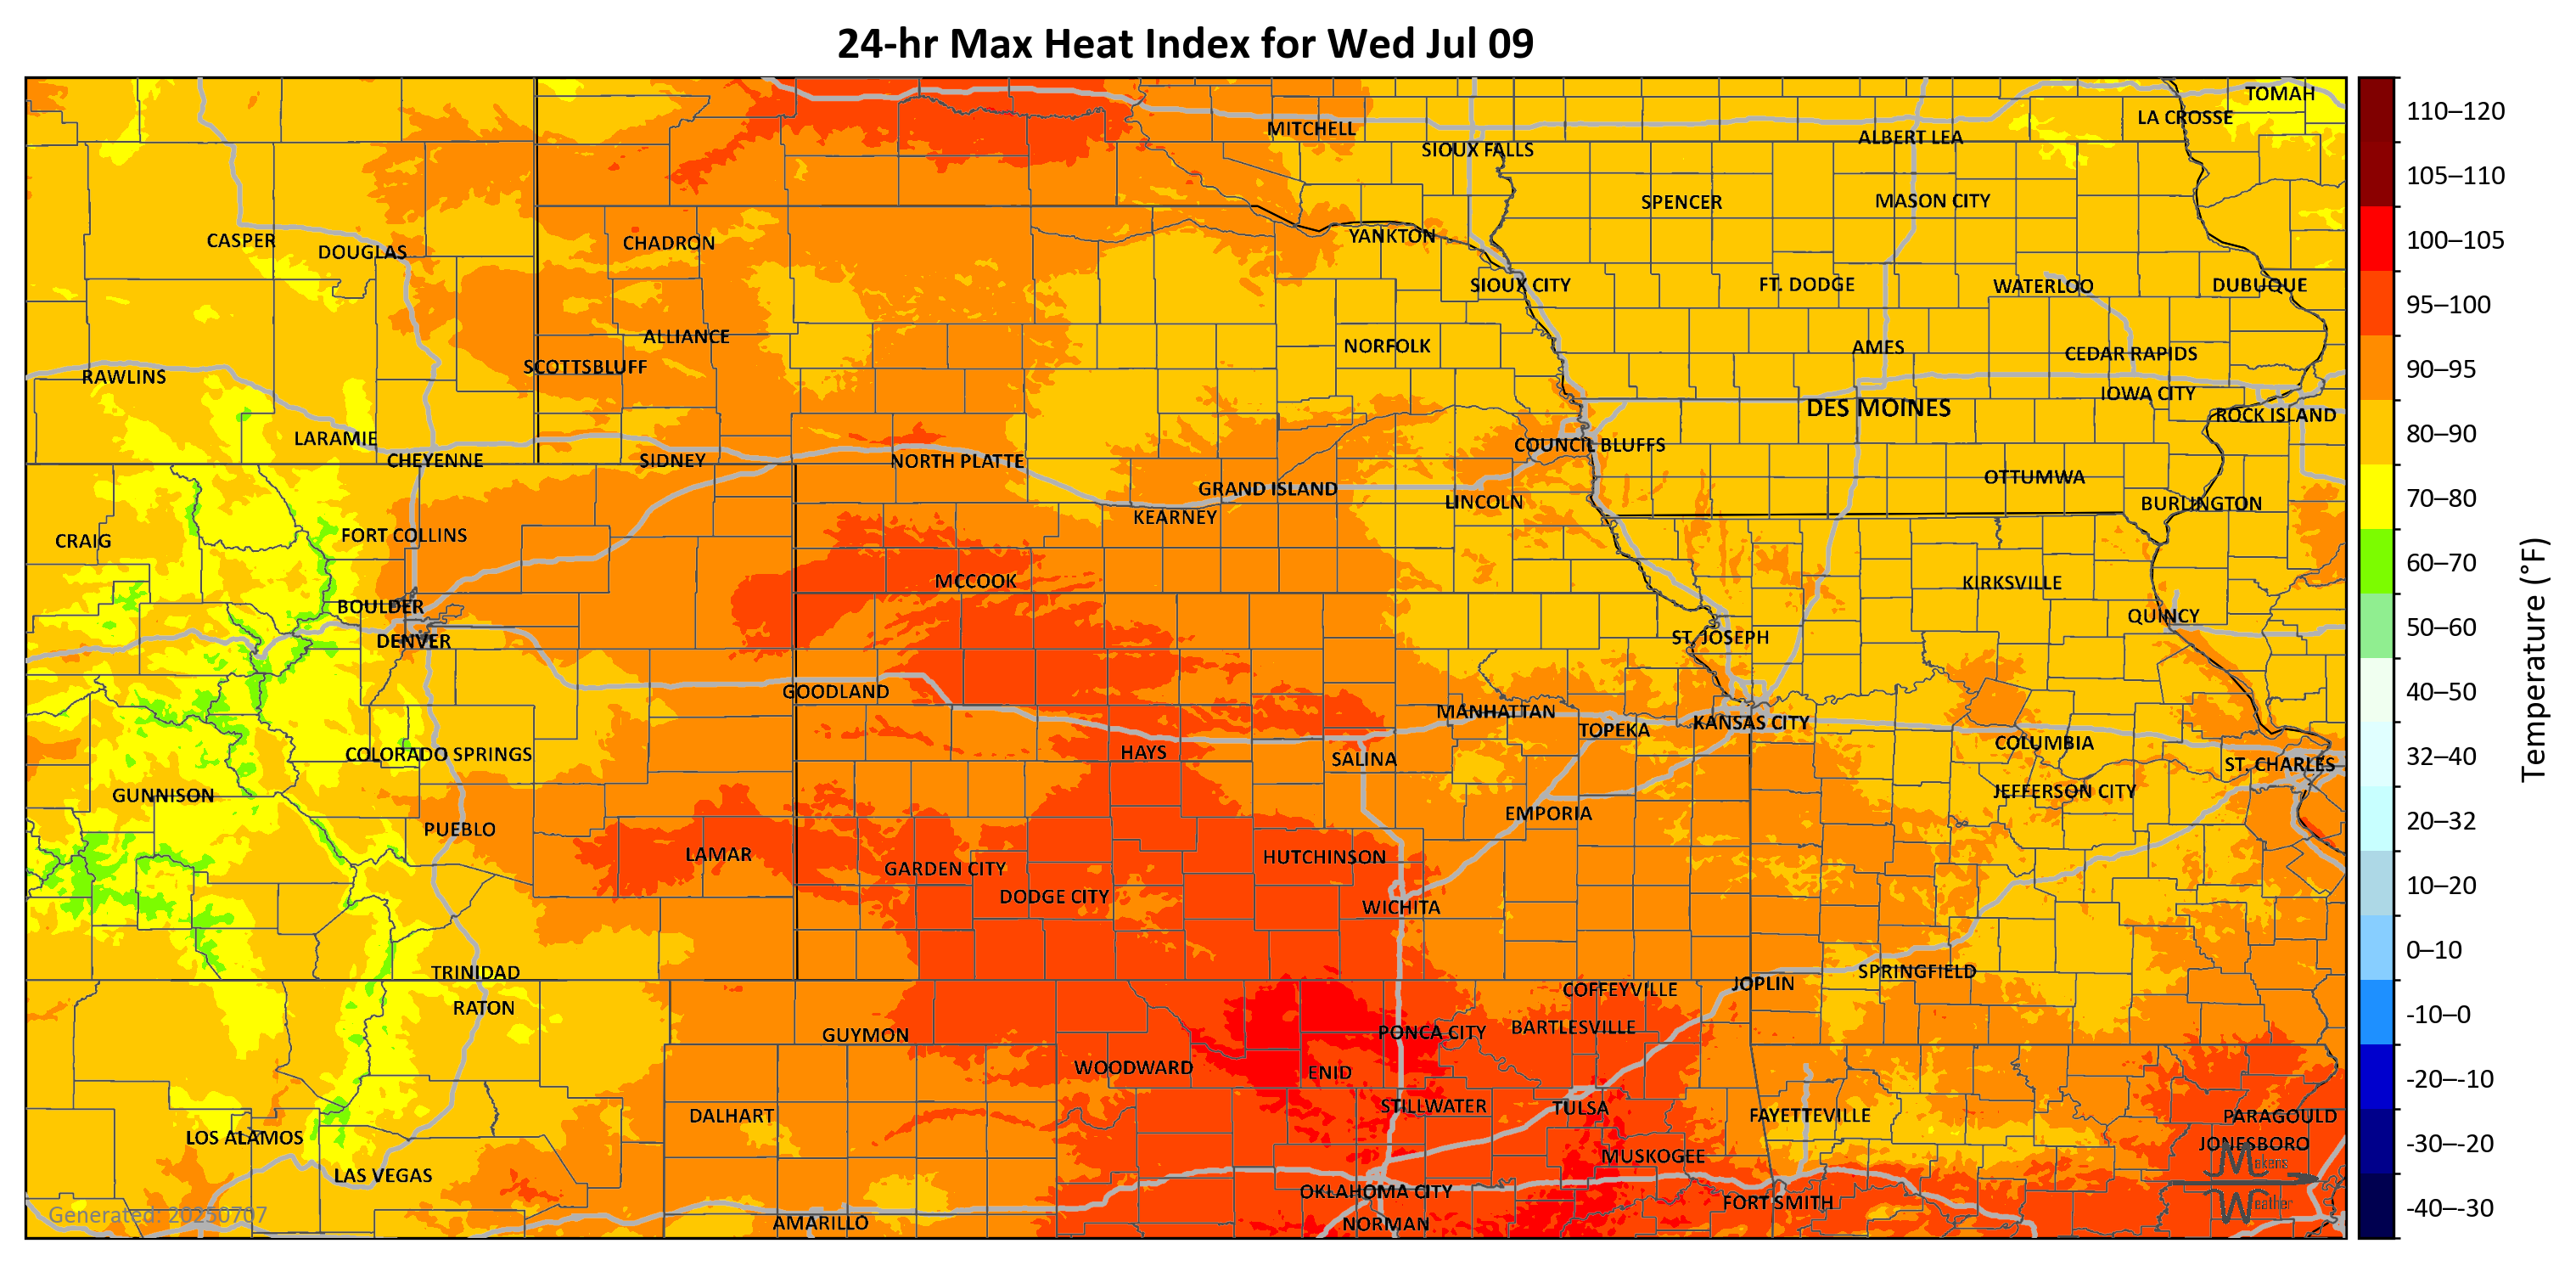 24-hr Max Heat Index for Wed Jul 09
TOMAH
LA CROSSE
MITCHELL
ALBERT LEA
SIOUX FALLS
SPENCER
MASON CITY
CASPER
DOUGLAS
CHADRON
YANKTON
SIOUX CITY
FT. DODGE
WATERLOO
DUBUQUE
ALLIANCE
NORFOLK
AMES
CEDAR RAPIDS
SCOTTSBLUFF
RAWLINS
IOWA CITY
DES MOINES
ROCK ISLAND
LARAMIE
COUNCIL BLUFFS
CHEYENNE
SIDNEY
NORTH PLATTE
OTTUMWA
GRAND ISLAND
LINCOLN
BURLINGTON
KEARNEY
FORT COLLINS
CRAIG
MCCOOK
KIRKSVILLE
BOULDER
QUINCY
DENVER
ST. JOSEPH
GOODLAND
MANHATTAN
KANSAS CITY
TOPEKA
COLUMBIA
COLORADO SPRINGS
HAYS
SALINA
ST. CHARLES
GUNNISON
JEFFERSON CITY
EMPORIA
PUEBLO
LAMAR
HUTCHINSON
GARDEN CITY
DODGE CITY
WICHITA
TRINIDAD
SPRINGFIELD
JOPLIN
COFFEYVILLE
RATON
GUYMON
PONCA CITY
BARTLESVILLE
WOODWARD
ENID
STILLWATER
TULSA
DALHART
FAYETTEVILLE
PARAGOULD
LOS ALAMOS
JONESBORO
MUSKOGEE
LAS VEGAS
OKLAHOMA CITY
FORT SMITH
AMARILLO
NORMAN
Generated: 20250707
Makens
Weather
110–120
105–110
100–105
95–100
90–95
80–90
70–80
60–70
50–60
40–50
32–40
20–32
10–20
0–10
-10–0
-20–-10
-30–-20
-40–-30
Temperature (°F)